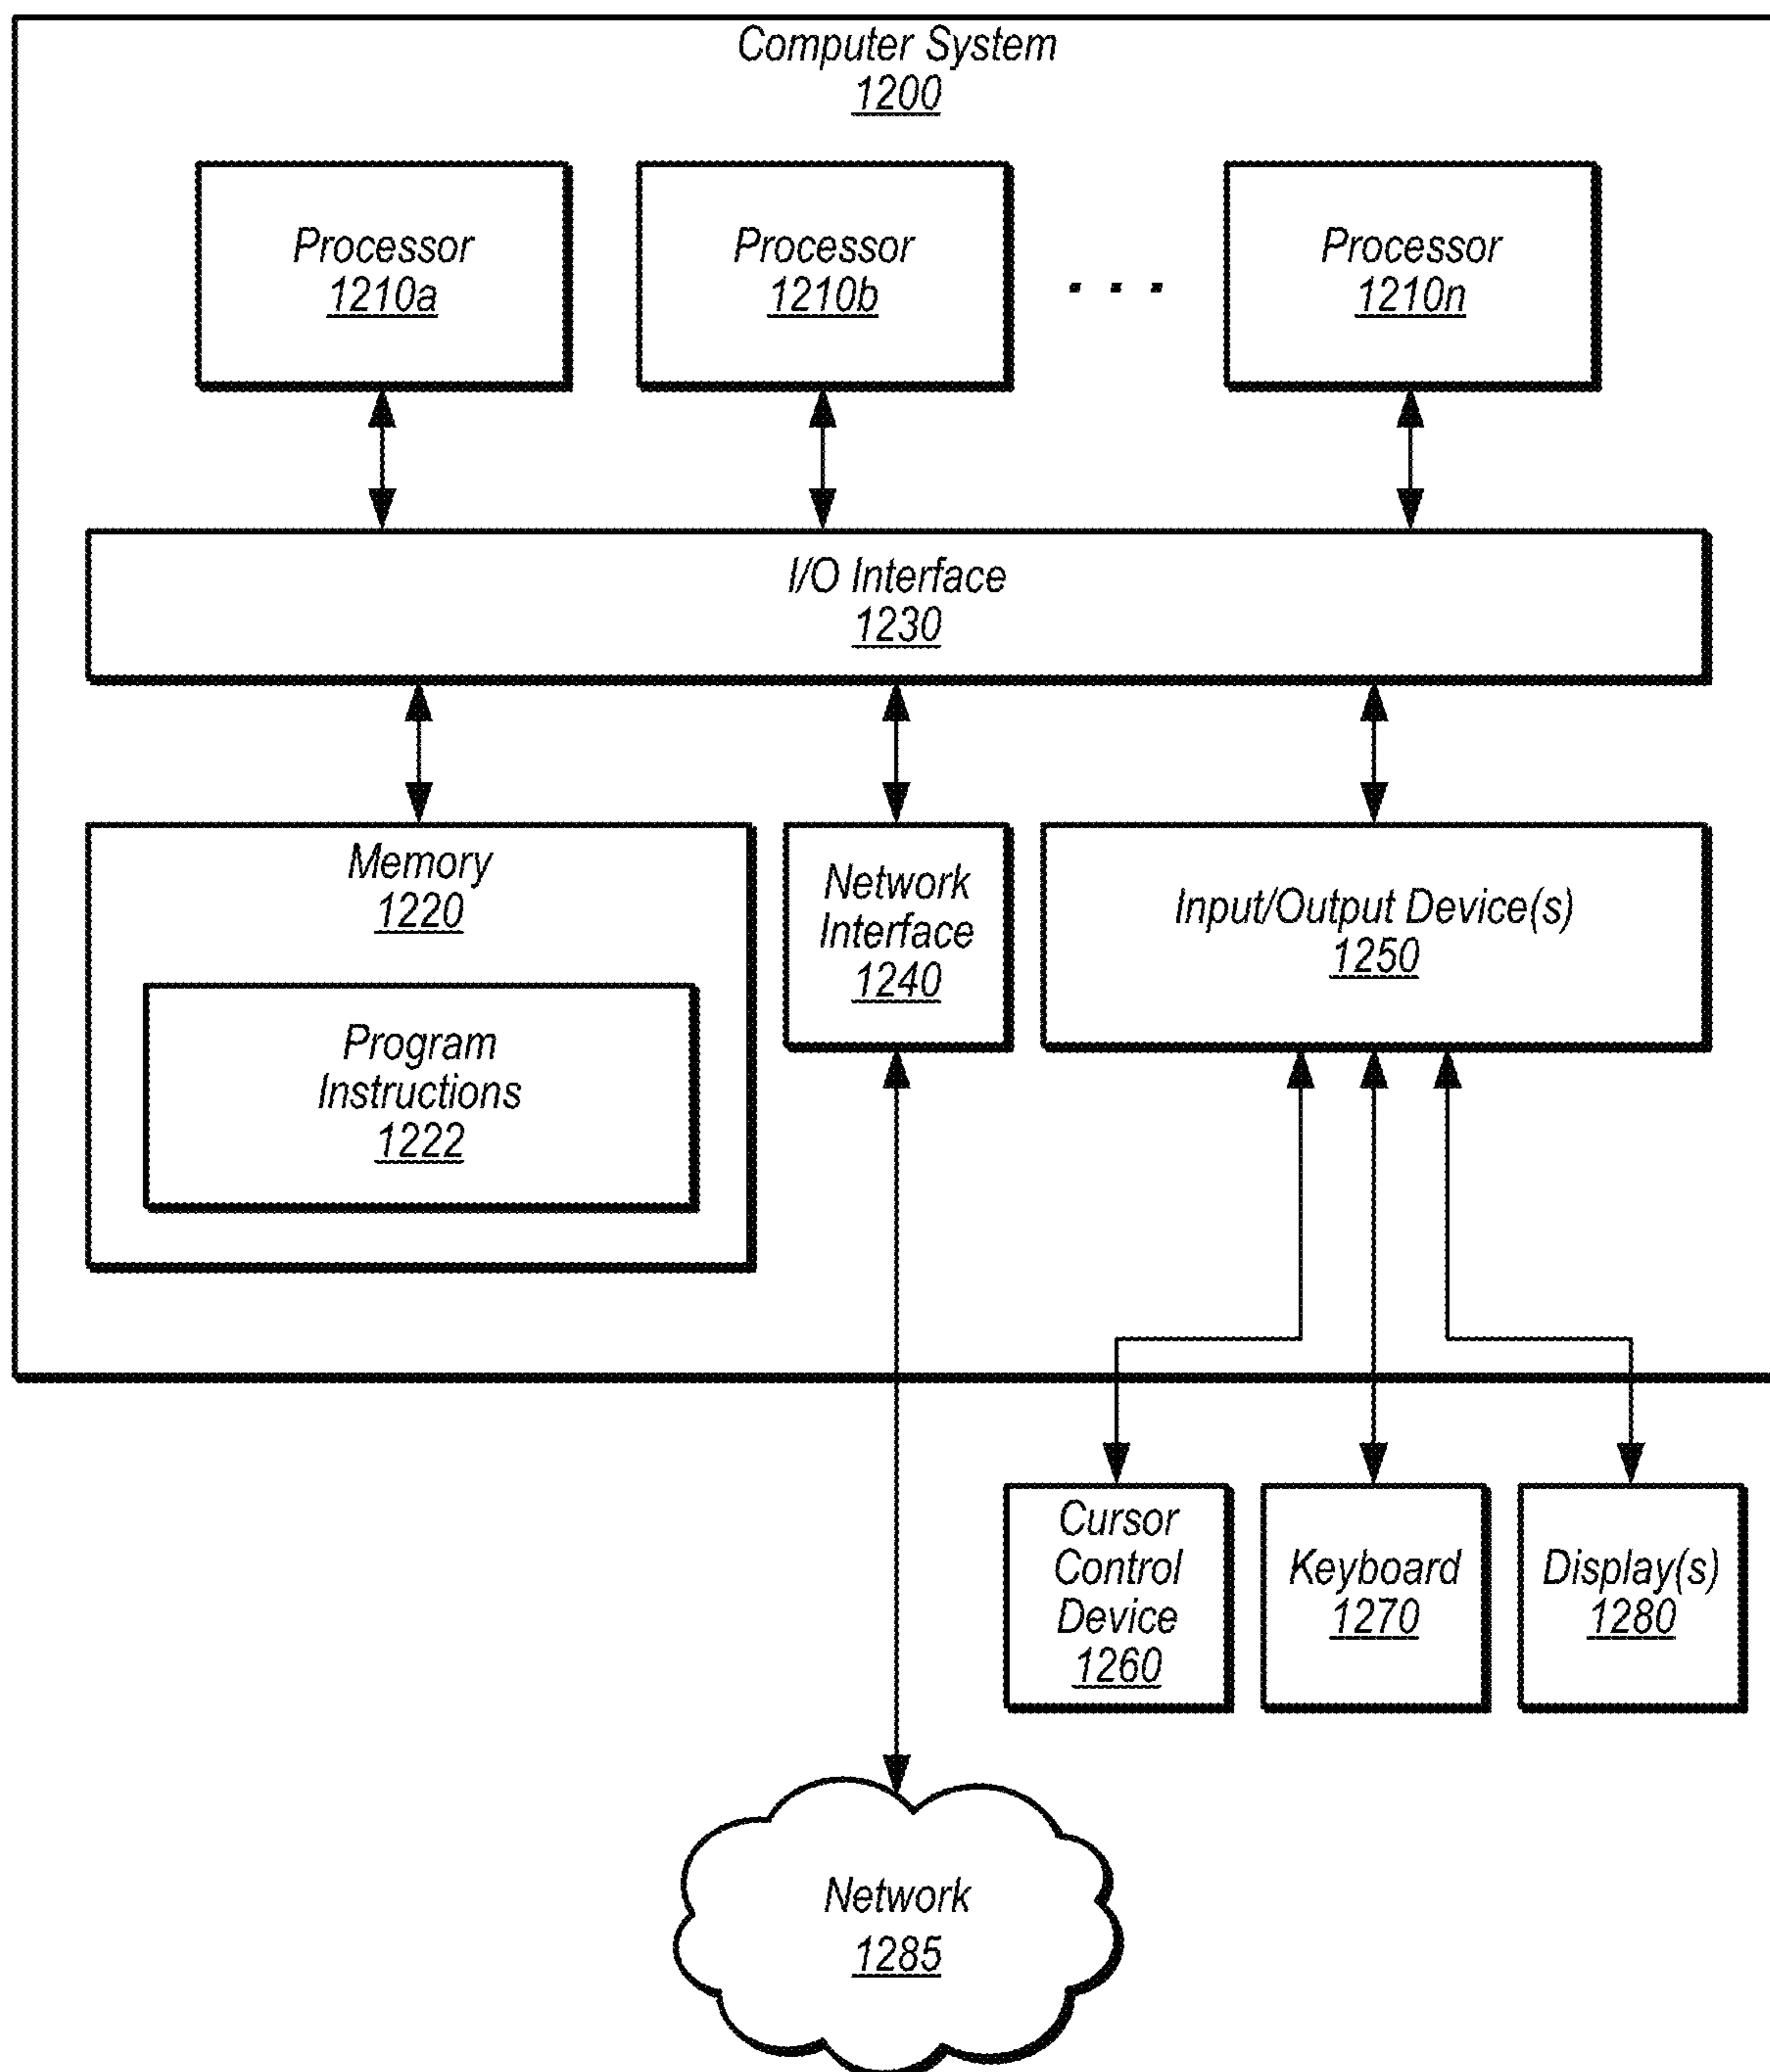 Computer System
1200
Processor
1210a
Processor
1210b
. . .
Processor
1210n
I/O Interface
1230
Memory
1220
Program
Instructions
1222
Network
Interface
1240
Input/Output Device(s)
1250
Cursor
Control
Device
1260
Keyboard
1270
Display(s)
1280
Network
1285